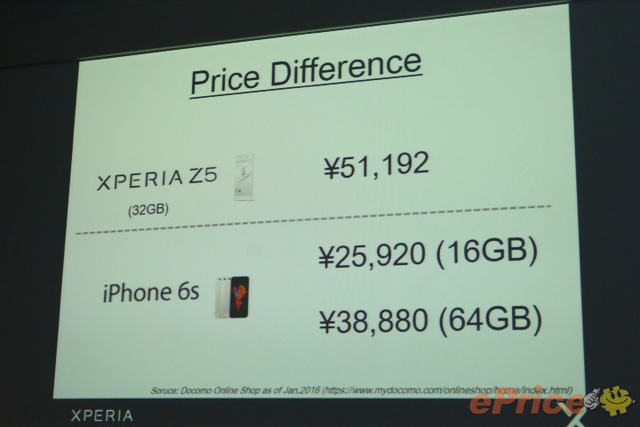 Price Difference
XPERIA Z5 ¥51,192
(32GB)
iPhone 6s ¥25,920 (16GB)
¥38,880 (64GB)
Soruce: Docomo Online Shop as of Jan,2016 (https://www.mydocomo.com/onlineshop/home/index.html)
XPERIA
ePrice